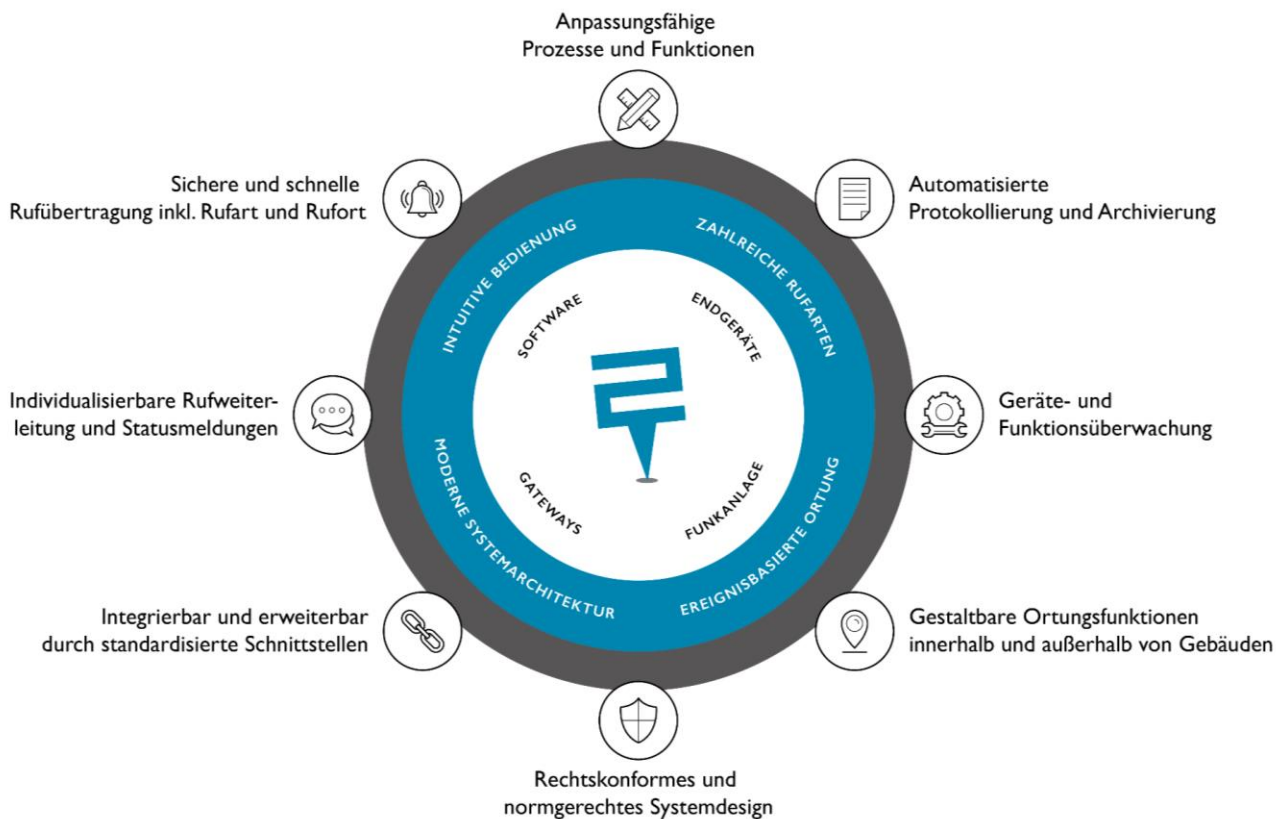 Anpassungsfähige
Prozesse und Funktionen
Sichere und schnelle
Rufübertragung inkl. Rufart und Rufort
Automatisierte
Protokollierung und Archivierung
INTUITIVE BEDIENUNG
ZAHLREICHE RUFARTEN
SOFTWARE
ENDGERÄTE
Individualisierbare Rufweiter-
leitung und Statusmeldungen
Geräte- und
Funktionsüberwachung
GATEWAYS
FUNKANLAGE
MODERNE SYSTEMARCHITEKTUR
EREIGNISBASIERTE ORTUNG
Integrierbar und erweiterbar
durch standardisierte Schnittstellen
Gestaltbare Ortungsfunktionen
innerhalb und außerhalb von Gebäuden
Rechtskonformes und
normgerechtes Systemdesign